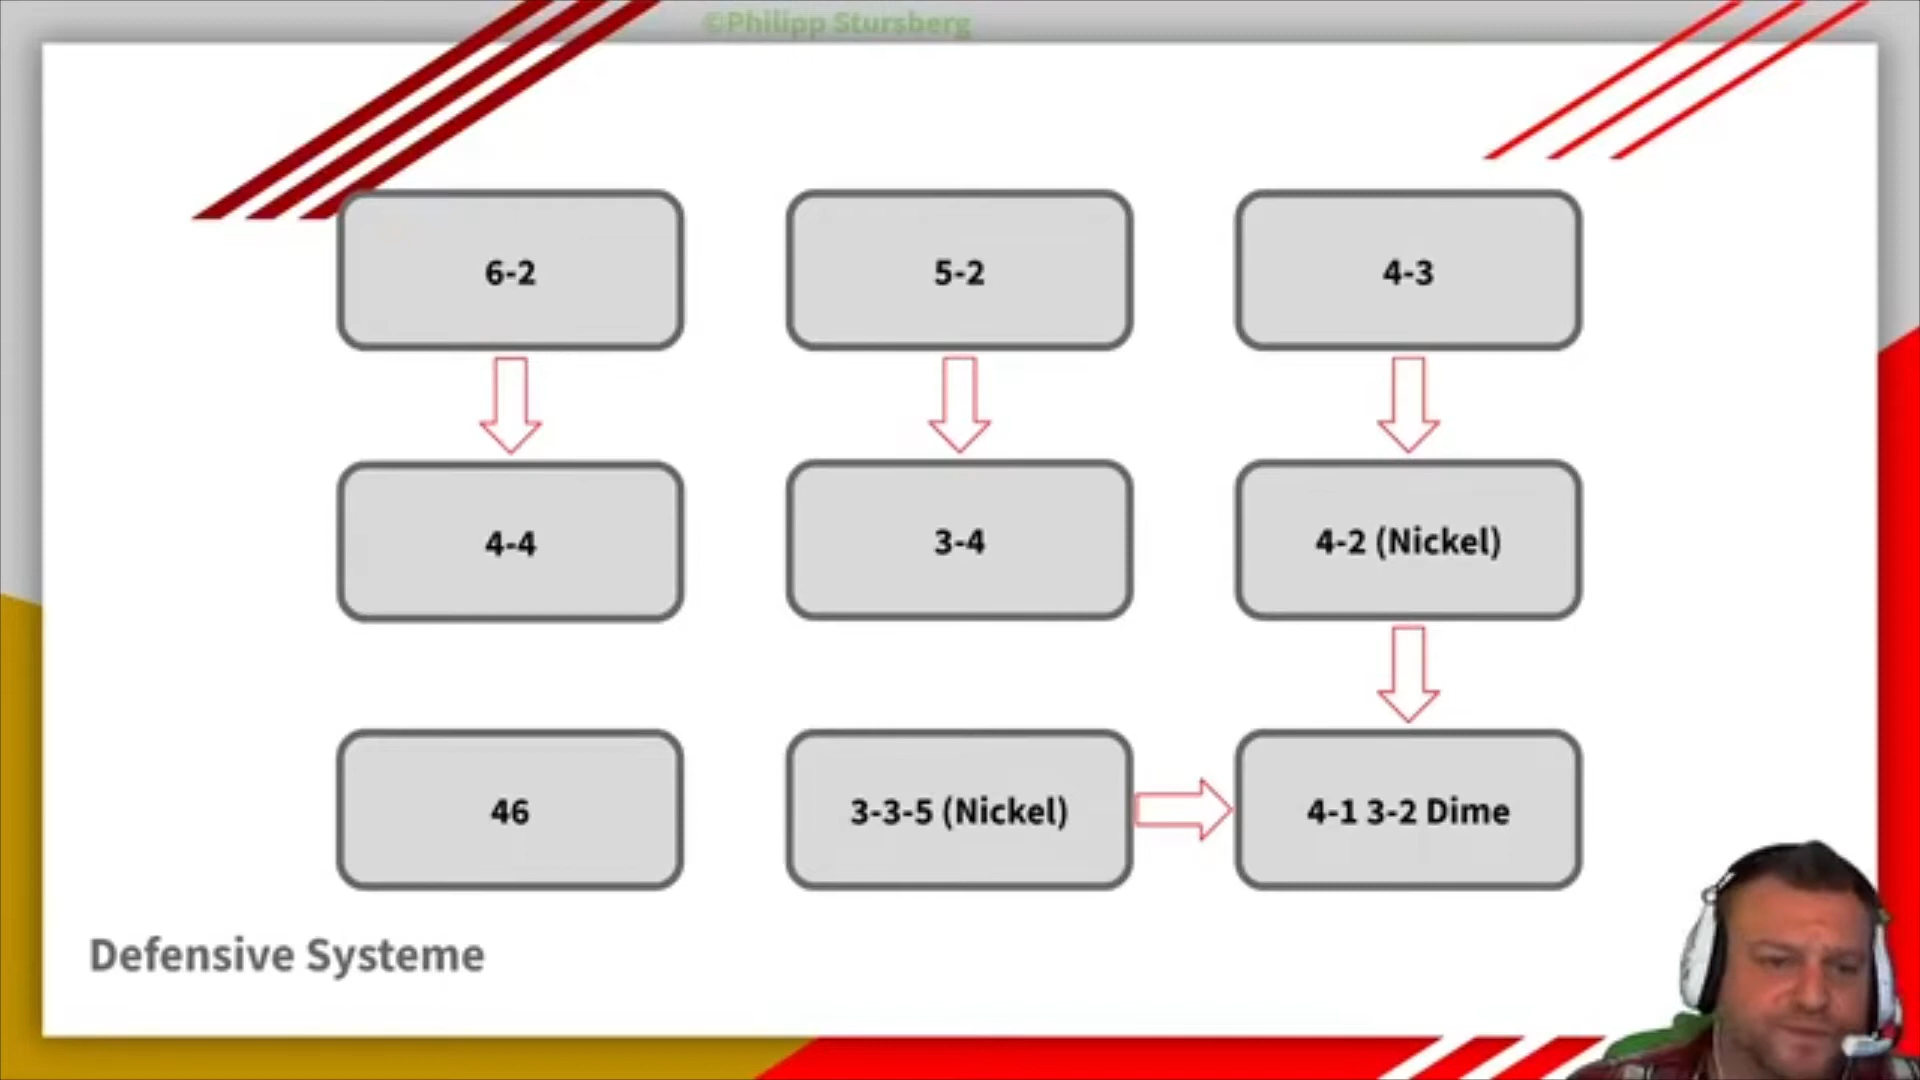 ©Philipp Stursberg
6-2
5-2
4-3
4-4
3-4
4-2 (Nickel)
46
3-3-5 (Nickel)
4-1 3-2 Dime
Defensive Systeme